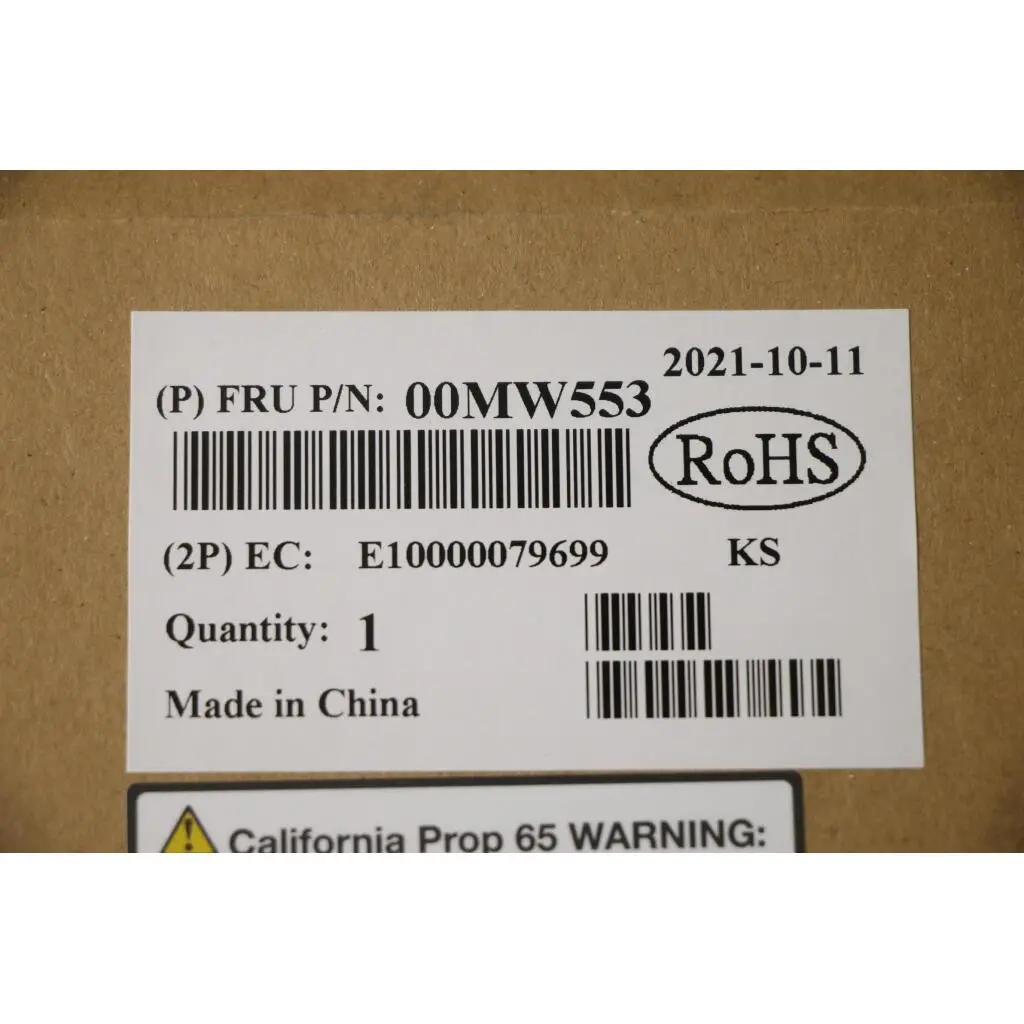 2021-10-11
(P) FRU P/N: 00MW553
RoHS
(2P) EC: E10000079699 KS
Quantity: 1
Made in China
California Prop 65 WARNING: